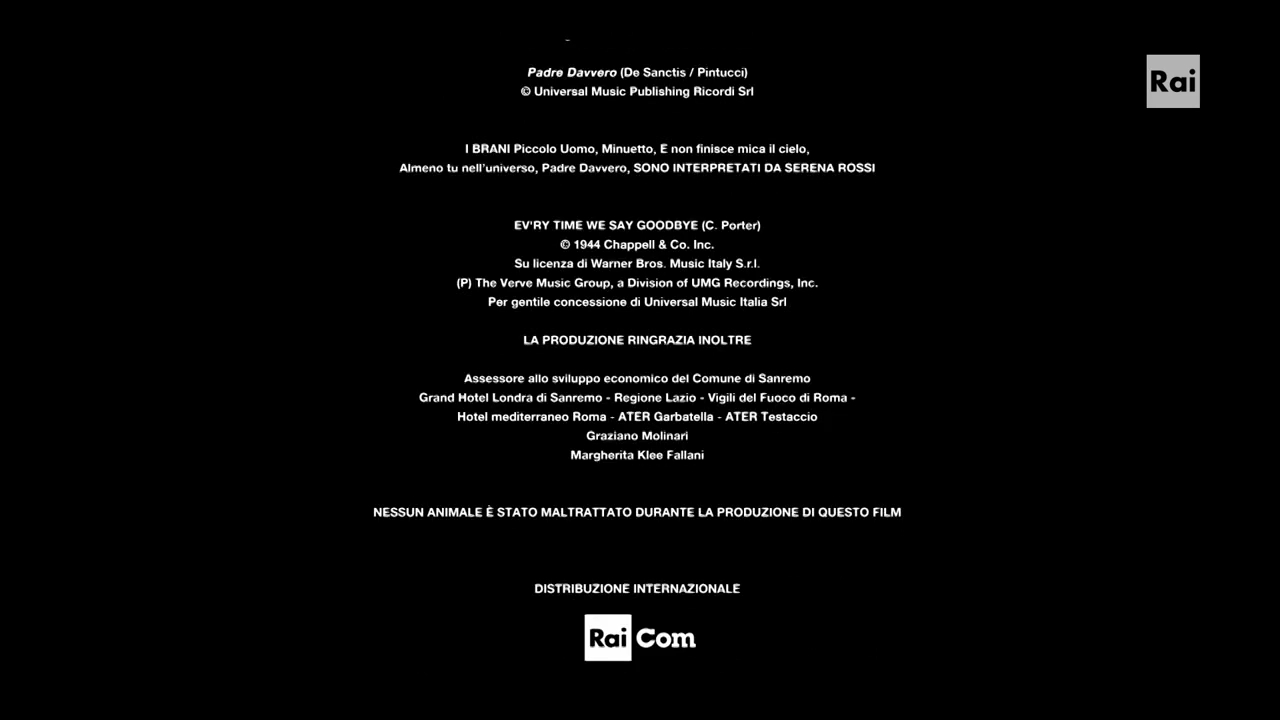 Rai
Padre Davvero (De Sanctis / Pintucci)
© Universal Music Publishing Ricordi Srl
I BRANI Piccolo Uomo, Minuetto, E non finisce mica il cielo,
Almeno tu nell'universo, Padre Davvero, SONO INTERPRETATI DA SERENA ROSSI
EV'RY TIME WE SAY GOODBYE (C. Porter)
© 1944 Chappell & Co. Inc.
Su licenza di Warner Bros. Music Italy S.r.l.
(P) The Verve Music Group, a Division of UMG Recordings, Inc.
Per gentile concessione di Universal Music Italia Srl
LA PRODUZIONE RINGRAZIA INOLTRE
Assessore allo sviluppo economico del Comune di Sanremo
Grand Hotel Londra di Sanremo - Regione Lazio - Vigili del Fuoco di Roma -
Hotel mediterraneo Roma - ATER Garbatella - ATER Testaccio
Graziano Molinari
Margherita Klee Fallani
NESSUN ANIMALE È STATO MALTRATTATO DURANTE LA PRODUZIONE DI QUESTO FILM
DISTRIBUZIONE INTERNAZIONALE
Rai Com